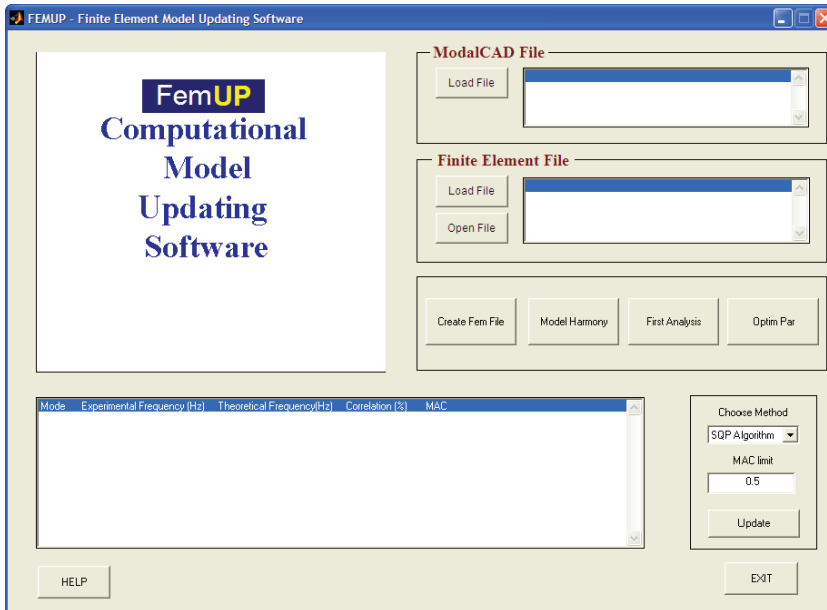 FEMUP - Finite Element Model Updating Software
FemUP
Computational
Model
Updating
Software
ModalCAD File
Load File
Finite Element File
Load File
Open File
Create Fem File
Model Harmony
First Analysis
Optim Par
Mode Experimental Frequency (Hz) Theoretical Frequency(Hz) Correlation (%) MAC
Choose Method
SQP Algorithm
MAC limit
0.5
Update
HELP
EXIT